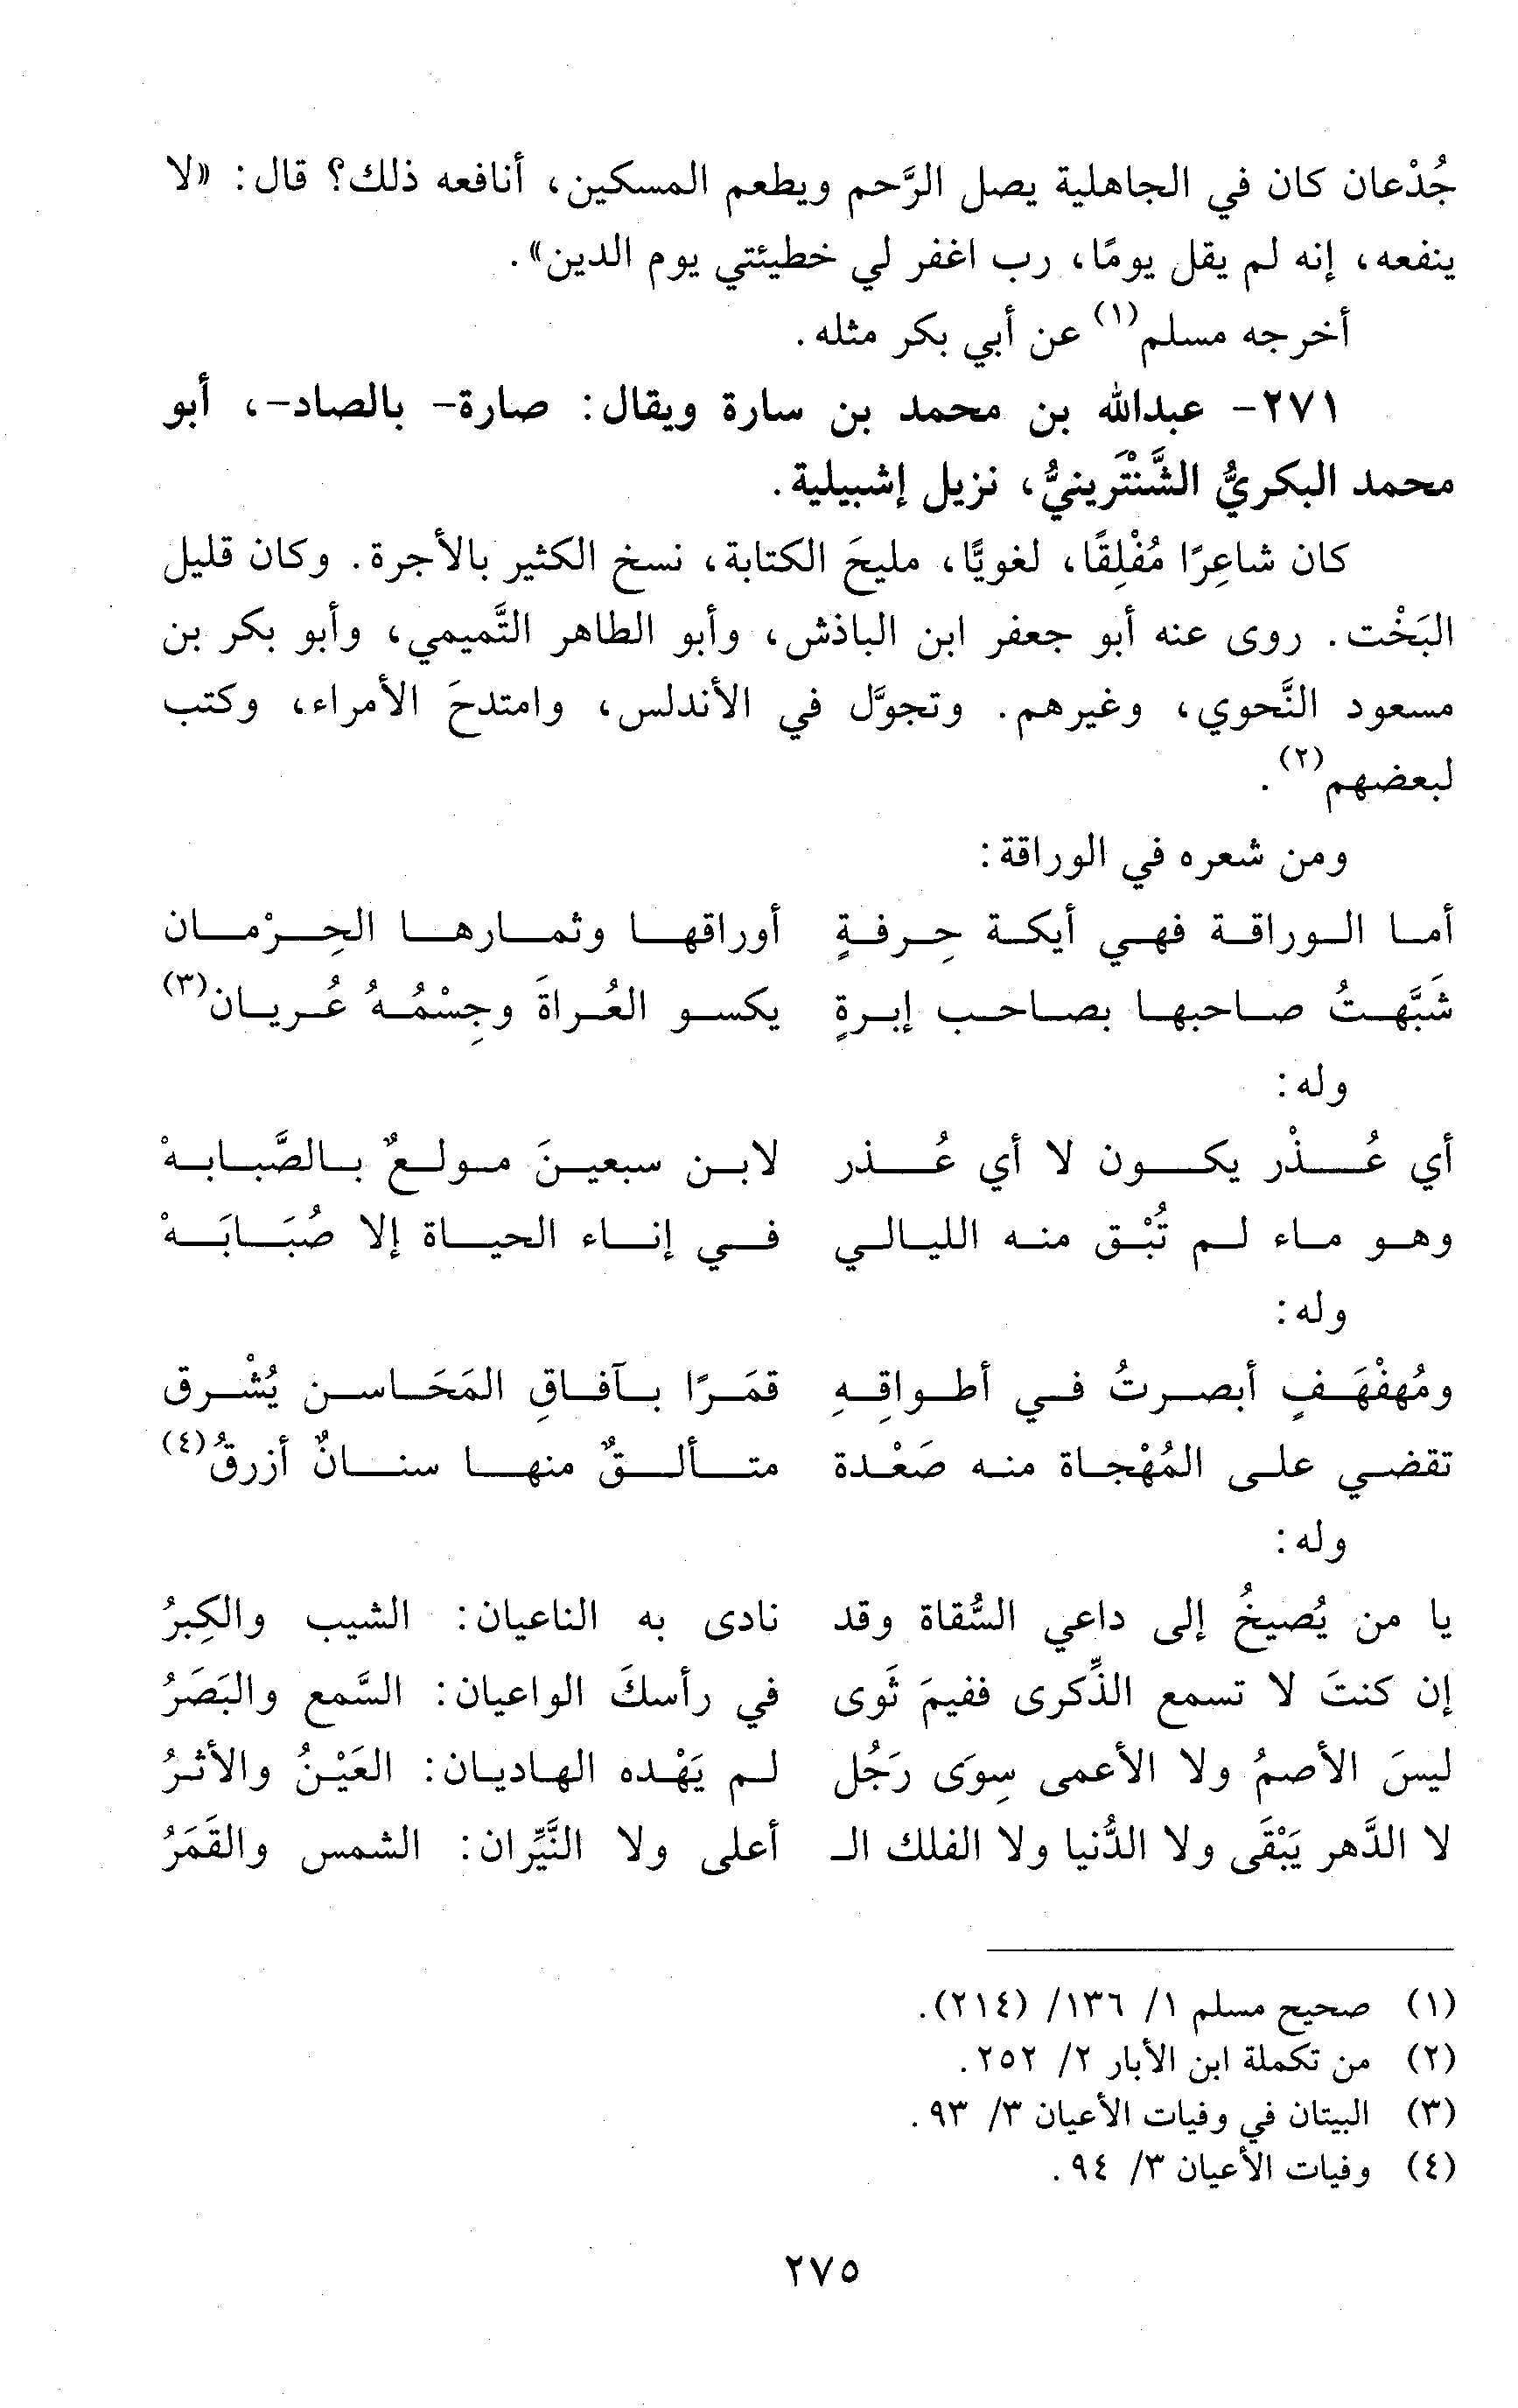 جُدْعان كان في الجاهلية يصل الرَّحم ويطعم المسكين، أنافعه ذلك؟ قال: «لا
ينفعه، إنه لم يقل يومًا، رب اغفر لي خطيئتي يوم الدين».
أخرجه مسلم(١) عن أبي بكر مثله.
٢٧١- عبدالله بن محمد بن سارة ويقال: صارة- بالصاد-، أبو
محمد البكريُّ الشَّنْتَرينيُّ، نزيل إشبيلية.
كان شاعِرًا مُفْلِقًا، لغويًّا، مليحَ الكتابة، نسخ الكثير بالأجرة. وكان قليل
البَخْت. روى عنه أبو جعفر ابن الباذش، وأبو الطاهر التَّميمي، وأبو بكر بن
مسعود النَّحوي، وغيرهم. وتجوَّل في الأندلس، وامتدحَ الأمراء، وكتب
لبعضهم(٢).
ومن شعره في الوراقة:
أما الوراقة فهي أيكة حِرفةٍ أوراقها وثمارها الحِرْمان
شَبَّهتُ صاحبها بصاحب إبرةٍ يكسو العُراةَ وجِسْمُهُ عُريان(٣)
وله:
أي عُذْر يكون لا أي عُذر لابن سبعينَ مولعٌ بالصَّبابهْ
وهو ماء لم تُبْق منه الليالي في إناء الحياة إلا صُبَابَهْ
وله:
ومُهفْهَفٍ أبصرتُ في أطواقِهِ قمَرًا بآفاقِ المَحَاسن يُشْرق
تقضي على المُهْجاة منه صَعْدة متألقٌ منها سنانٌ أزرقُ(٤)
وله:
يا من يُصيخُ إلى داعي السُّقاة وقد نادى به الناعيان: الشيب والكِبرُ
إن كنتَ لا تسمع الذِّكرى ففيمَ ثَوى في رأسكَ الواعيان: السَّمع والبَصَرُ
ليسَ الأصمُ ولا الأعمى سِوَى رَجُل لم يَهْده الهاديان: العَيْنُ والأثرُ
لا الدَّهر يَبْقَى ولا الدُّنيا ولا الفلك الـ أعلى ولا النَّيِّران: الشمس والقَمَرُ
(١) صحيح مسلم ١/ ١٣٦/ (٢١٤).
(٢) من تكملة ابن الأبار ٢/ ٢٥٢.
(٣) البيتان في وفيات الأعيان ٣/ ٩٣.
(٤) وفيات الأعيان ٣/ ٩٤.
٢٧٥